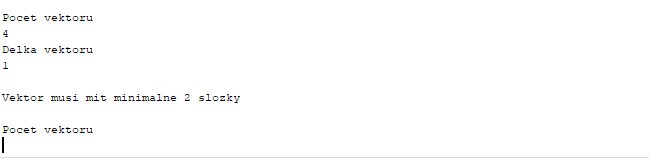 Pocet vektoru
4
Delka vektoru
1
Vektor musi mit minimalne 2 slozky
Pocet vektoru